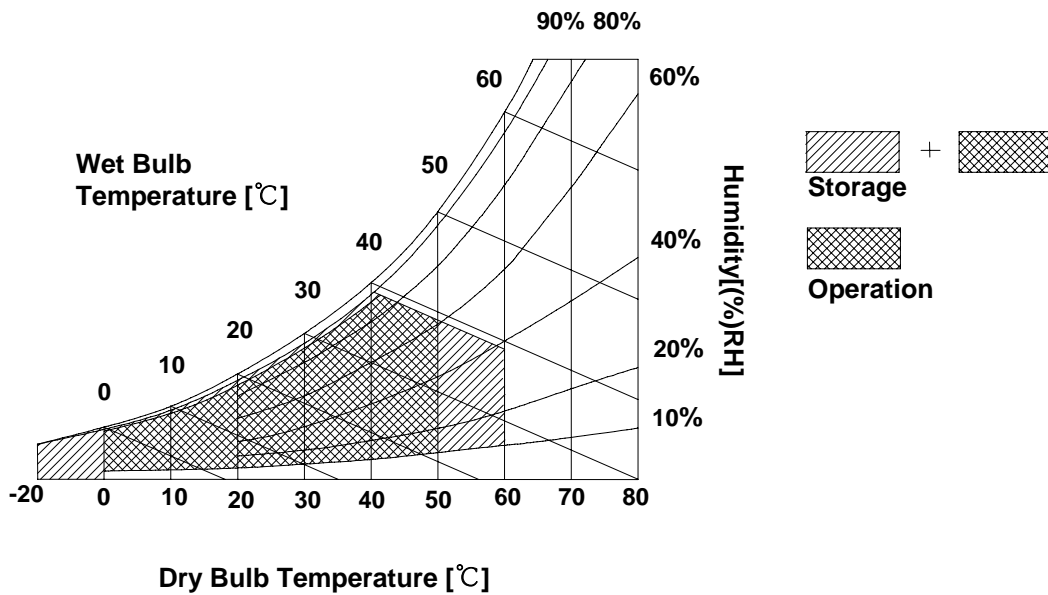 90% 80%
60
60%
Wet Bulb
Temperature [℃]
50
40
30
20
10
0
Humidity[(%)RH]
40%
20%
10%
-20 0 10 20 30 40 50 60 70 80
Dry Bulb Temperature [℃]
+
Storage
Operation